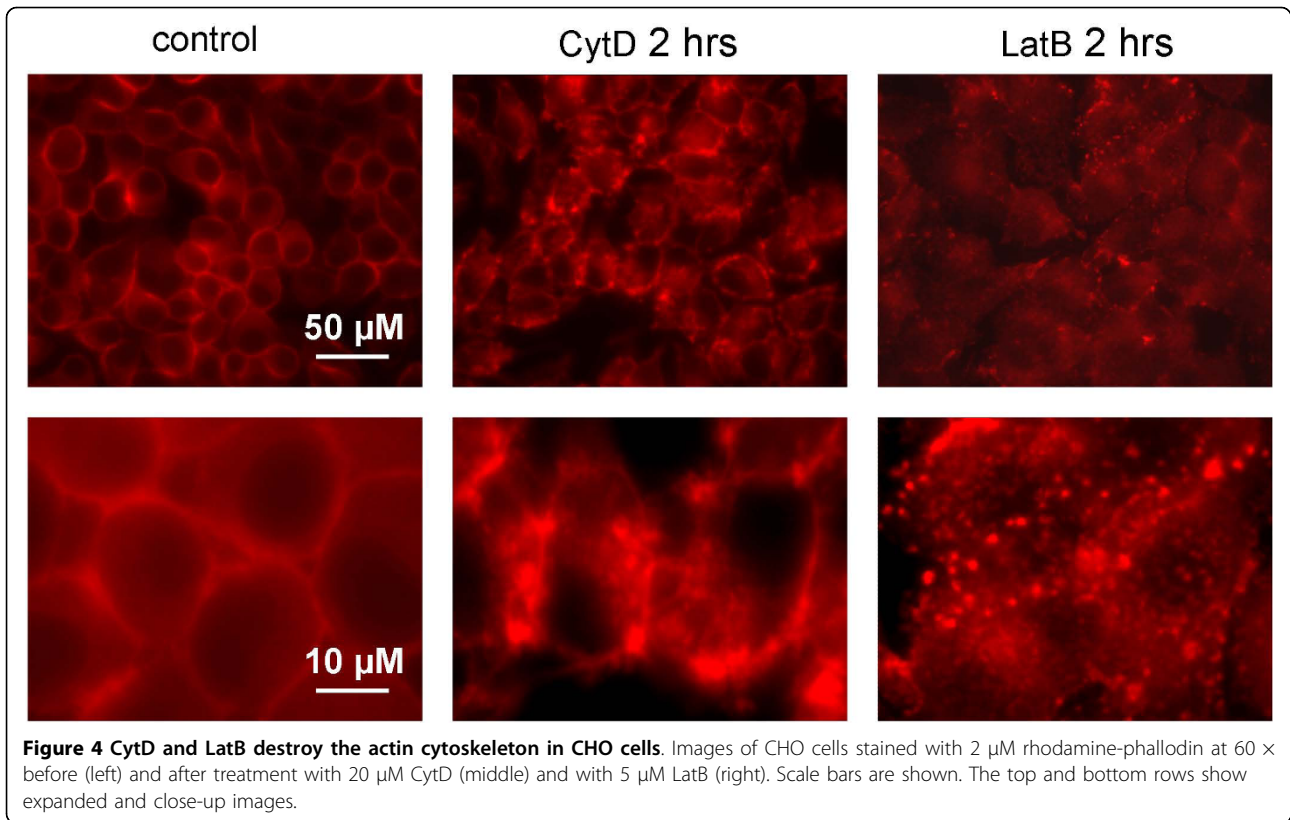 control
CytD 2 hrs
LatB 2 hrs
50 µM
10 µM
Figure 4 CytD and LatB destroy the actin cytoskeleton in CHO cells. Images of CHO cells stained with 2 µM rhodamine-phallodin at 60 ×
before (left) and after treatment with 20 µM CytD (middle) and with 5 µM LatB (right). Scale bars are shown. The top and bottom rows show
expanded and close-up images.